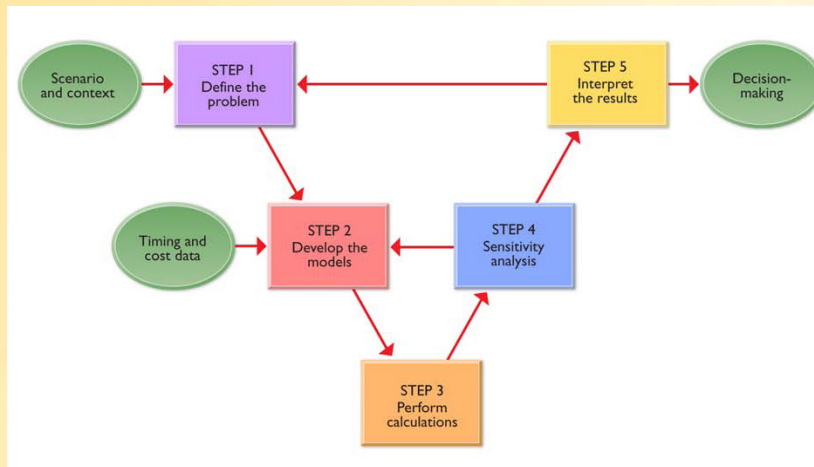 Scenario
and context
STEP 1
Define the
problem
STEP 5
Interpret
the results
Decision-
making
Timing and
cost data
STEP 2
Develop the
models
STEP 4
Sensitivity
analysis
STEP 3
Perform
calculations